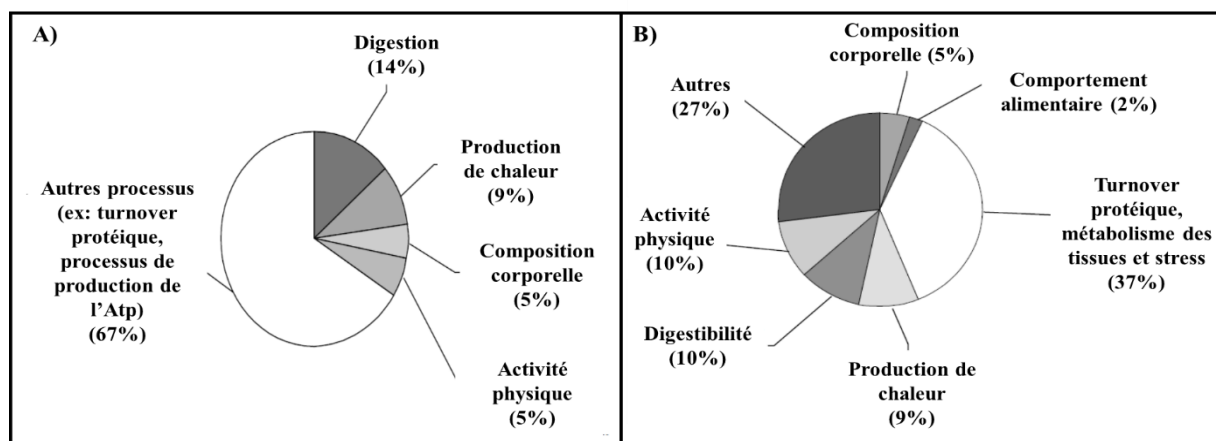 A)
Digestion
(14%)
Production
de chaleur
(9%)
Composition
corporelle
(5%)
Activité
physique
(5%)
Autres processus
(ex: turnover
protéique,
processus de
production de
l’Atp)
(67%)
B)
Composition
corporelle (5%)
Comportement
alimentaire (2%)
Turnover
protéique,
métabolisme des
tissues et stress
(37%)
Production de
chaleur
(9%)
Digestibilité
(10%)
Activité
physique
(10%)
Autres
(27%)